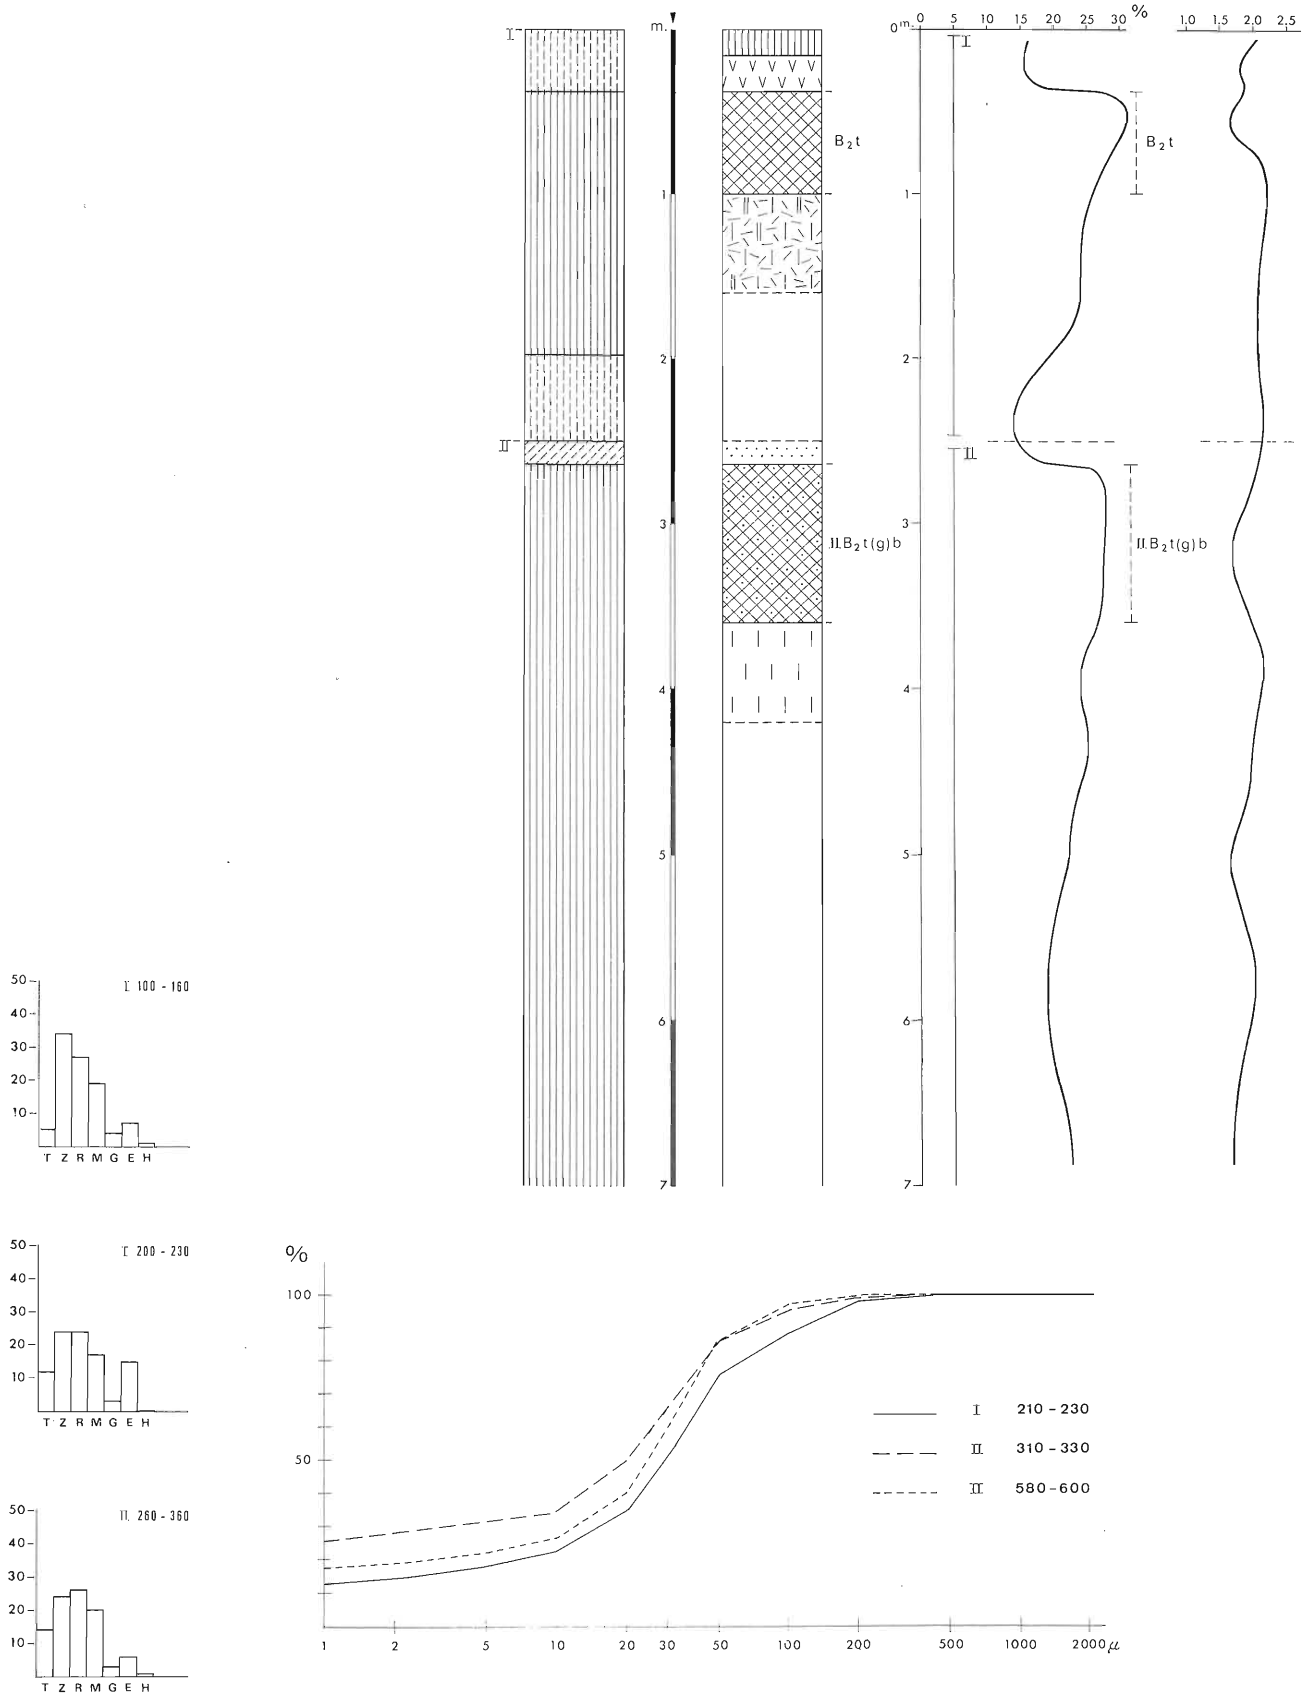 0 5 10 15 20 25 30 % 1.0 1.5 2.0 2.5
I m. 0 m. I
B₂t B₂t
1 1
2 2
II II
3 3
II.B₂t(g)b II.B₂t(g)b
4 4
5 5
6 6
7 7
I 100 - 160
50
40
30
20
10
T Z R M G E H
I 200 - 230
50
40
30
20
10
T Z R M G E H
II 260 - 360
50
40
30
20
10
T Z R M G E H
%
100
50
I 210 - 230
II 310 - 330
II 580 - 600
1 2 5 10 20 30 50 100 200 500 1000 2000 μ